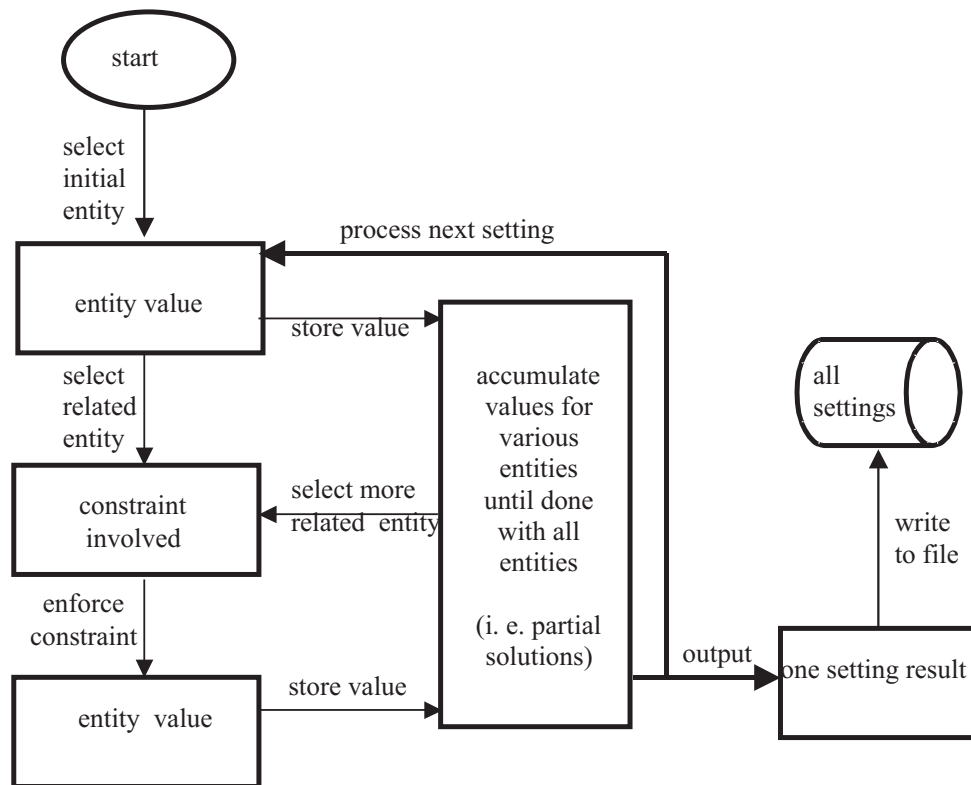 start
select
initial
entity
process next setting
entity value
store value
select
related
entity
accumulate
values for
various
entities
until done
with all
entities
(i. e. partial
solutions)
all
settings
constraint
involved
select more
related entity
write
to file
enforce
constraint
output
one setting result
entity value
store value